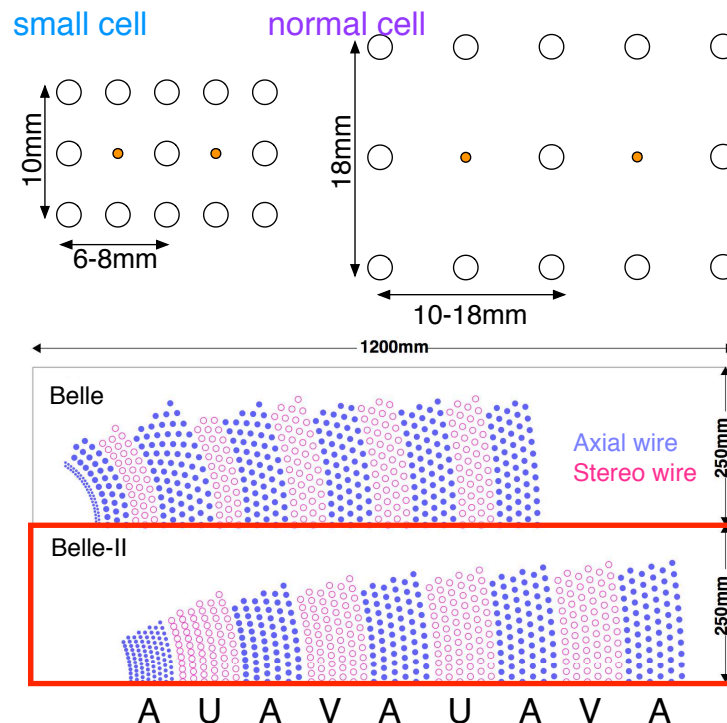 small cell
normal cell
10mm
6-8mm
18mm
10-18mm
1200mm
Belle
Axial wire
Stereo wire
250mm
Belle-II
250mm
A U A V A U A V A